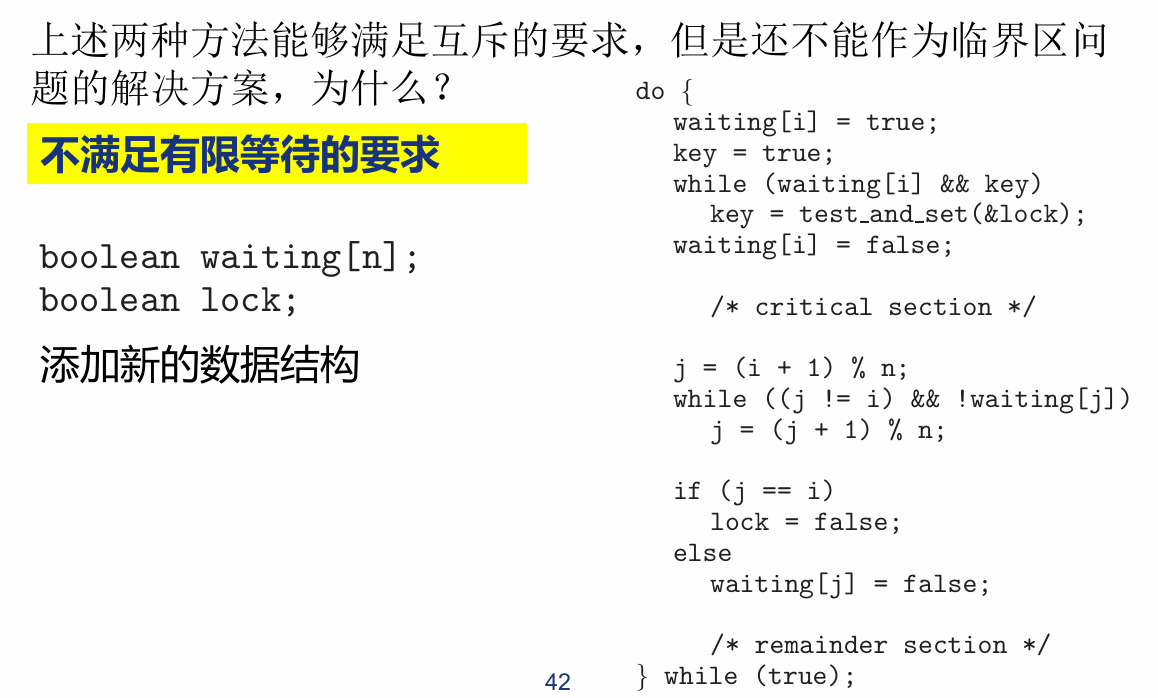 上述两种方法能够满足互斥的要求，但是还不能作为临界区问
题的解决方案，为什么？
不满足有限等待的要求
boolean waiting[n];
boolean lock;
添加新的数据结构
do {
waiting[i] = true;
key = true;
while (waiting[i] && key)
key = test_and_set(&lock);
waiting[i] = false;
/* critical section */
j = (i + 1) % n;
while ((j != i) && !waiting[j])
j = (j + 1) % n;
if (j == i)
lock = false;
else
waiting[j] = false;
/* remainder section */
} while (true);
42